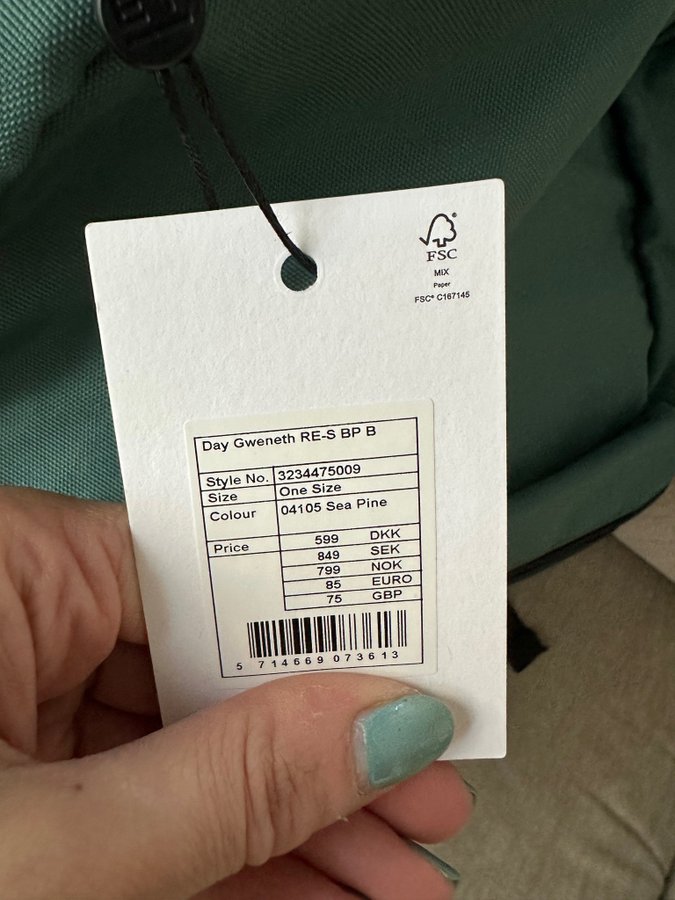 FSC®
MIX
Paper
FSC® C167145
Day Gweneth RE-S BP B
Style No. 3234475009
Size One Size
Colour 04105 Sea Pine
Price 599 DKK
849 SEK
799 NOK
85 EURO
75 GBP
5 714669 073613